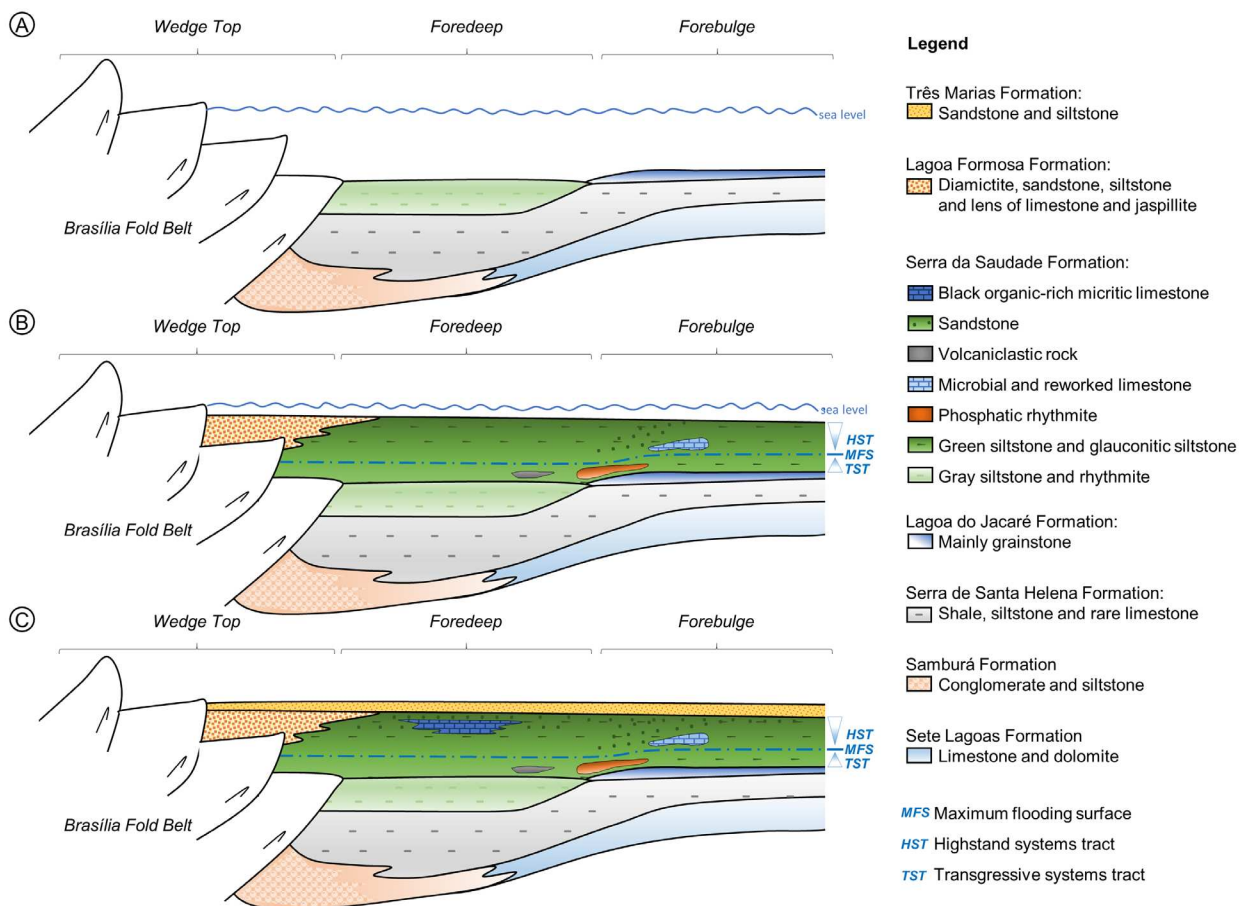 A
Wedge Top
Foredeep
Forebulge
sea level
Brasília Fold Belt
B
Wedge Top
Foredeep
Forebulge
sea level
HST
MFS
TST
Brasília Fold Belt
C
Wedge Top
Foredeep
Forebulge
HST
MFS
TST
Brasília Fold Belt
Legend
Três Marias Formation:
Sandstone and siltstone
Lagoa Formosa Formation:
Diamictite, sandstone, siltstone
and lens of limestone and jaspillite
Serra da Saudade Formation:
Black organic-rich micritic limestone
Sandstone
Volcaniclastic rock
Microbial and reworked limestone
Phosphatic rhythmite
Green siltstone and glauconitic siltstone
Gray siltstone and rhythmite
Lagoa do Jacaré Formation:
Mainly grainstone
Serra de Santa Helena Formation:
Shale, siltstone and rare limestone
Samburá Formation
Conglomerate and siltstone
Sete Lagoas Formation
Limestone and dolomite
MFS Maximum flooding surface
HST Highstand systems tract
TST Transgressive systems tract